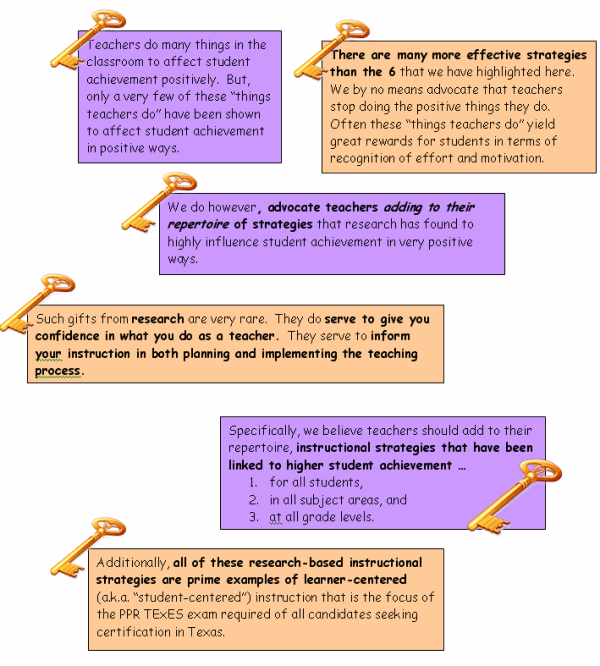 Teachers do many things in the
classroom to affect student
achievement positively.  But,
only a very few of these “things
teachers do” have been shown
to affect student achievement
in positive ways.
There are many more effective strategies
than the 6 that we have highlighted here.
We by no means advocate that teachers
stop doing the positive things they do.
Often these “things teachers do” yield
great rewards for students in terms of
recognition of effort and motivation.
We do however, advocate teachers adding to their
repertoire of strategies that research has found to
highly influence student achievement in very positive
ways.
Such gifts from research are very rare.  They do serve to give you
confidence in what you do as a teacher.  They serve to inform
your instruction in both planning and implementing the teaching
process.
Specifically, we believe teachers should add to their
repertoire, instructional strategies that have been
linked to higher student achievement …
1.  for all students,
2.  in all subject areas, and
3.  at all grade levels.
Additionally, all of these research-based instructional
strategies are prime examples of learner-centered
(a.k.a. “student-centered”) instruction that is the focus of
the PPR TExES exam required of all candidates seeking
certification in Texas.